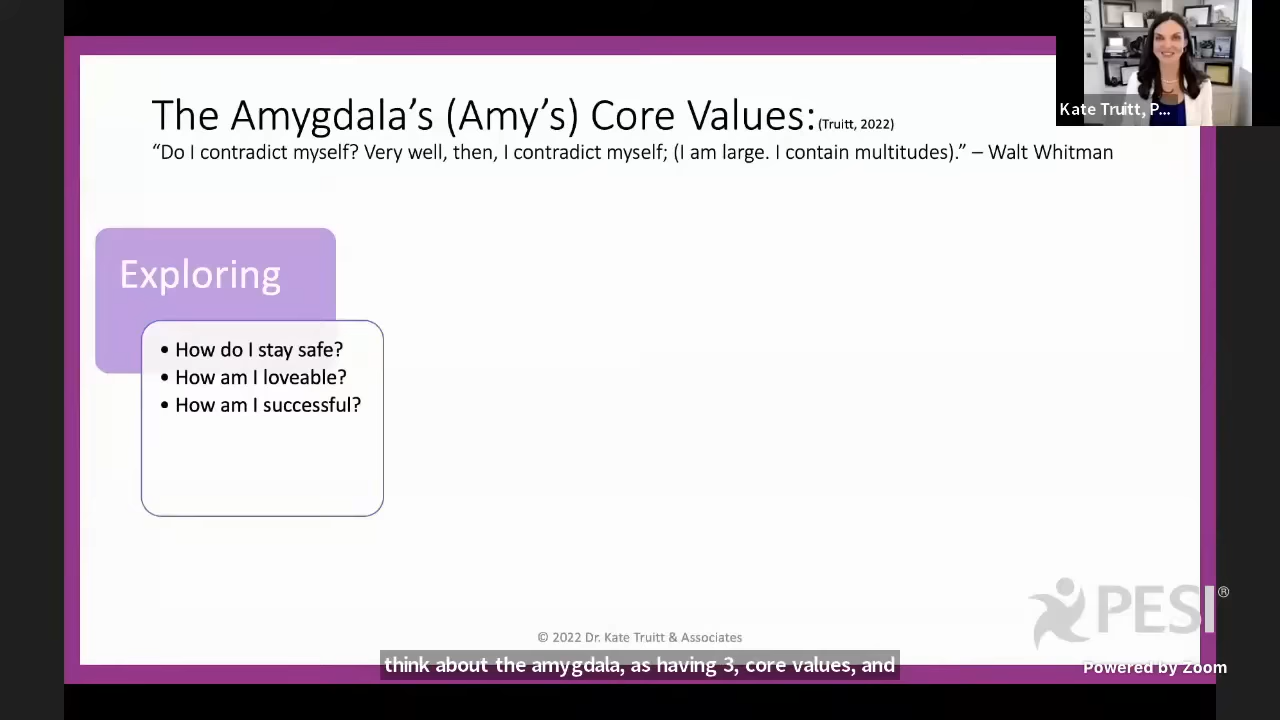 The Amygdala's (Amy's) Core Values: (Truitt, 2022)
"Do I contradict myself? Very well, then, I contradict myself; (I am large. I contain multitudes)." – Walt Whitman
Kate Truitt, P...
Exploring
• How do I stay safe?
• How am I loveable?
• How am I successful?
PESI®
© 2022 Dr. Kate Truitt & Associates
think about the amygdala, as having 3, core values, and
Powered by Zoom